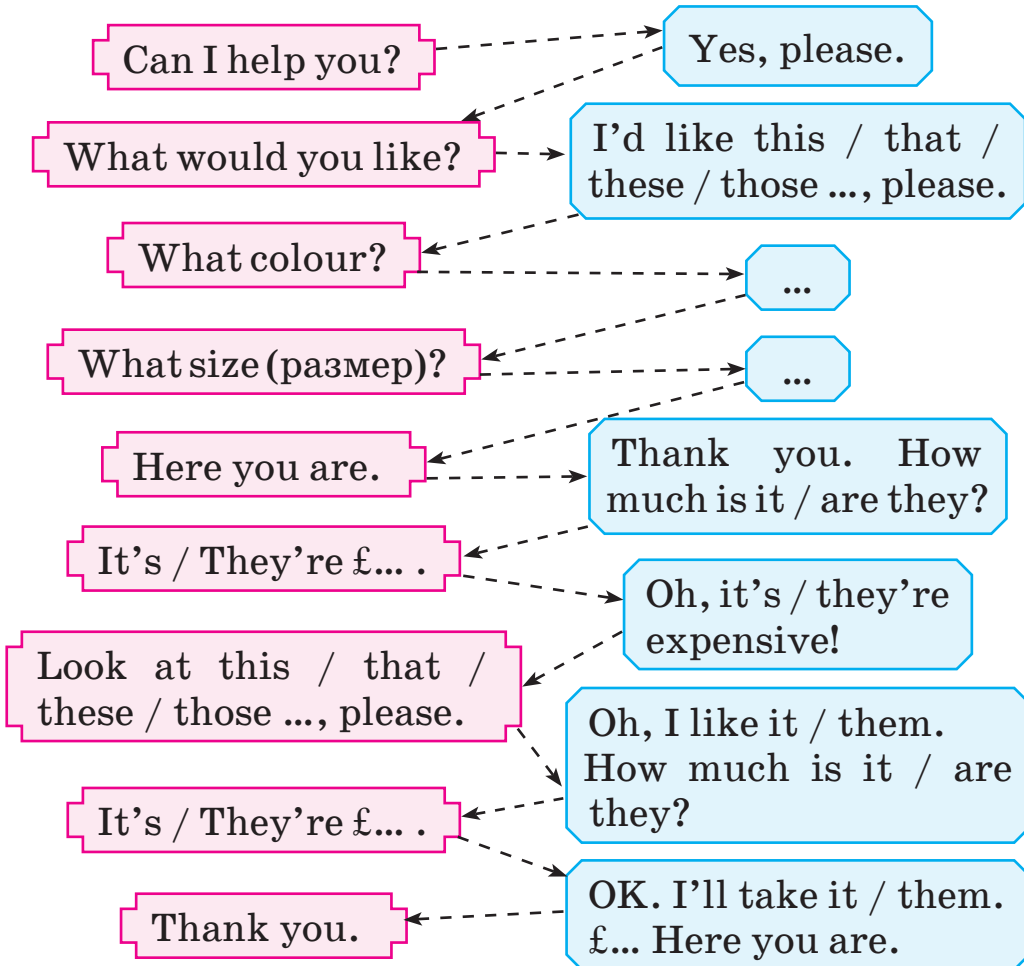 Can I help you?
Yes, please.
What would you like?
I'd like this / that /
these / those ..., please.
What colour?
...
What size (размер)?
...
Here you are.
Thank you. How
much is it / are they?
It's / They're £... .
Oh, it's / they're
expensive!
Look at this / that /
these / those ..., please.
Oh, I like it / them.
How much is it / are
they?
It's / They're £... .
OK. I'll take it / them.
£... Here you are.
Thank you.